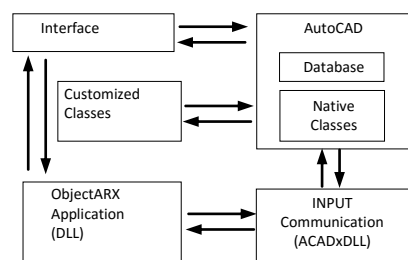 Interface
AutoCAD
Database
Customized
Classes
Native
Classes
ObjectARX
Application
(DLL)
INPUT
Communication
(ACADxDLL)